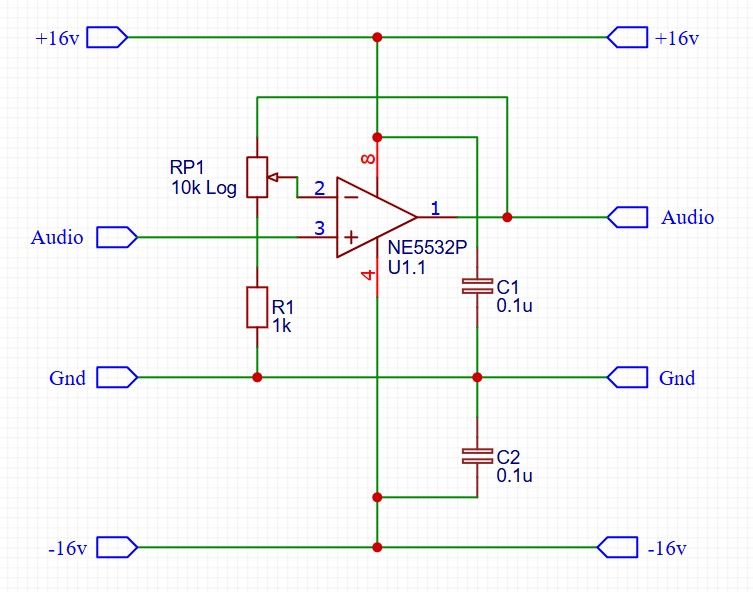 +16v
+16v
8
RP1
10k Log
2
1
Audio
Audio
3
NE5532P
U1.1
4
C1
0.1u
R1
1k
Gnd
Gnd
C2
0.1u
-16v
-16v